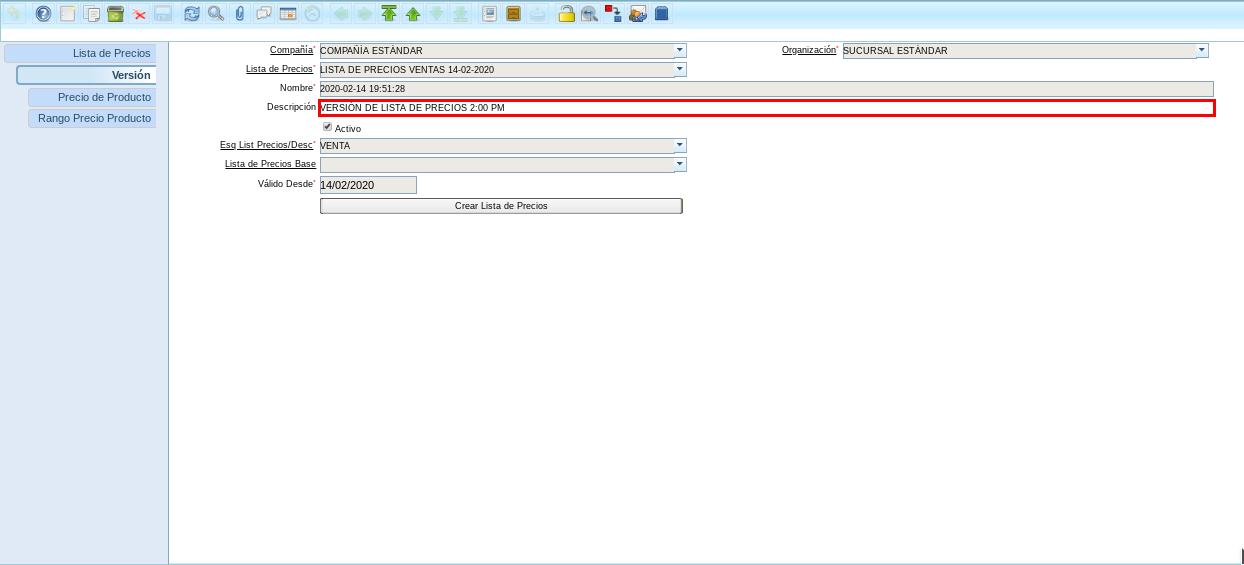 Lista de Precios
Versión
Precio de Producto
Rango Precio Producto
Compañía* COMPAÑÍA ESTÁNDAR Organización* SUCURSAL ESTÁNDAR
Lista de Precios* LISTA DE PRECIOS VENTAS 14-02-2020
Nombre* 2020-02-14 19:51:28
Descripción VERSIÓN DE LISTA DE PRECIOS 2:00 PM
Activo
Esq List Precios/Desc* VENTA
Lista de Precios Base
Válido Desde* 14/02/2020
Crear Lista de Precios